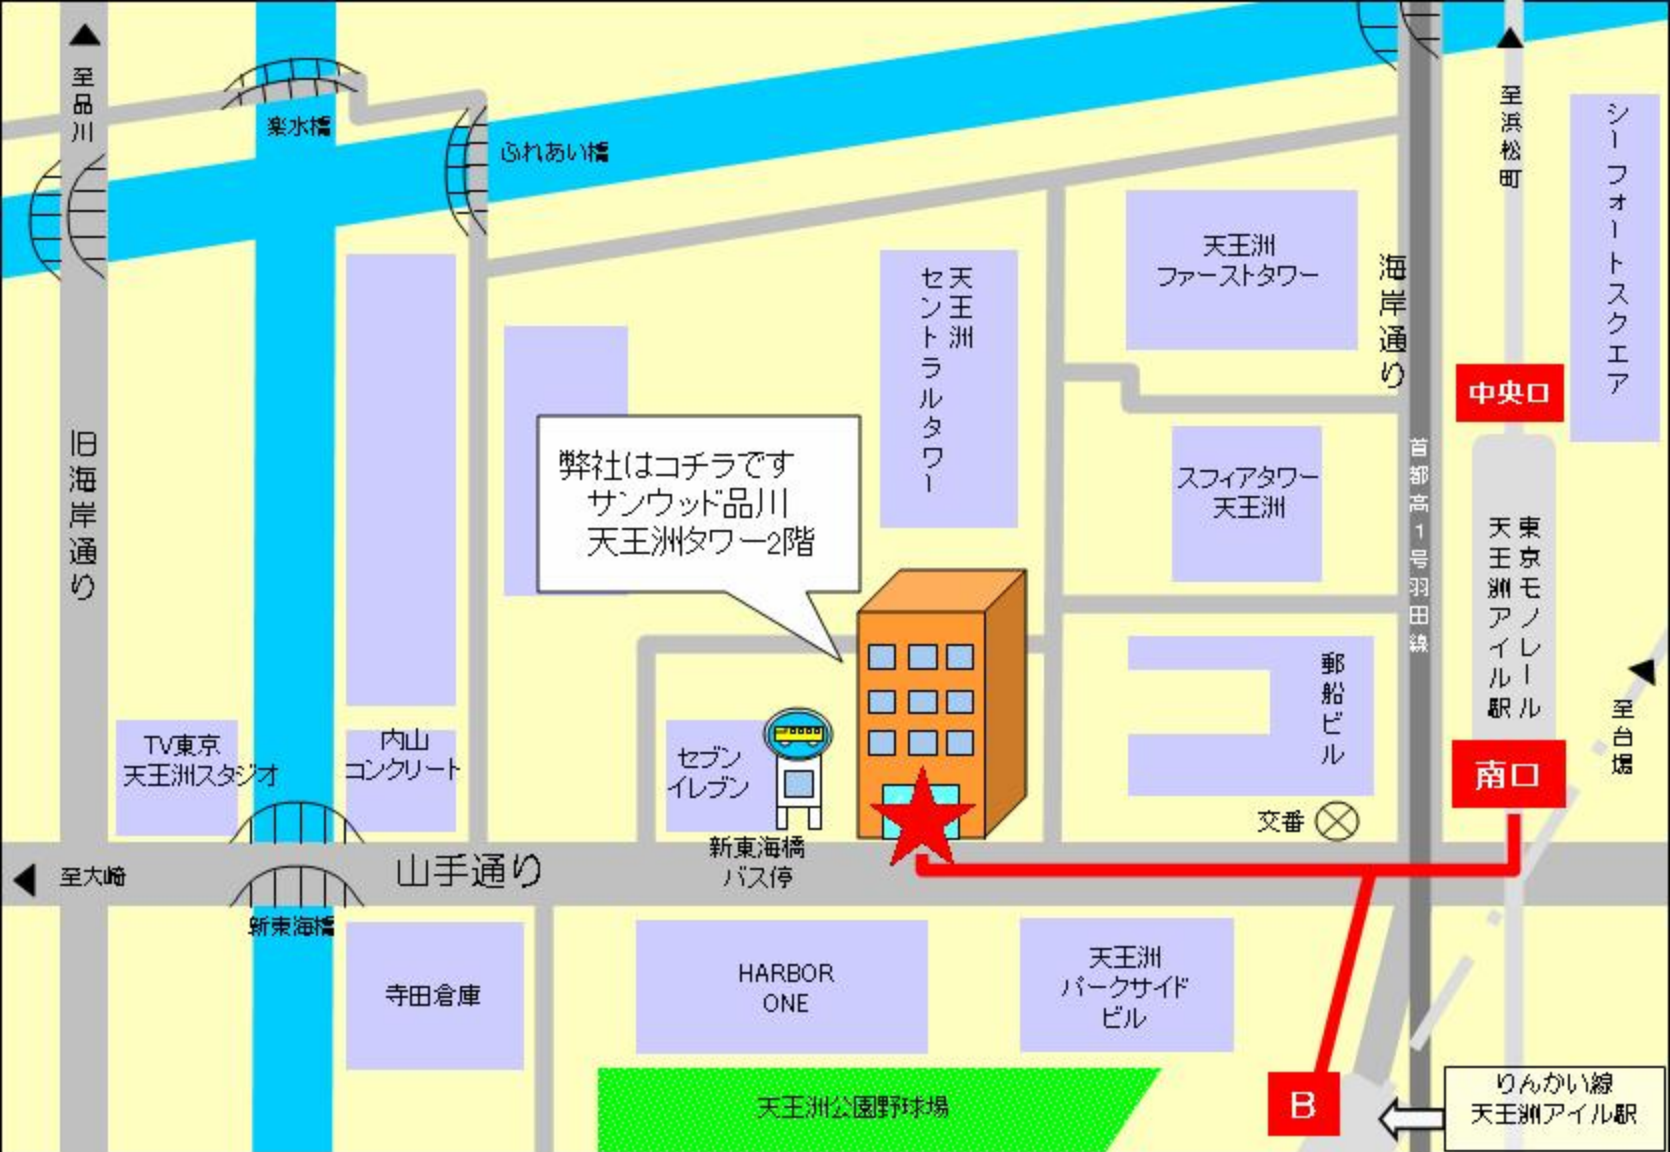 至品川
楽水橋
ふれあい橋
至浜松町
シーフォートスクエア
天王洲
ファーストタワー
海岸通り
天王洲
セントラルタワー
中央口
旧海岸通り
弊社はコチラです
サンウッド品川
天王洲タワー2階
スフィアタワー
天王洲
首都高1号羽田線
東京モノレール
天王洲アイル駅
郵船ビル
至台場
TV東京
天王洲スタジオ
内山
コンクリート
セブン
イレブン
南口
交番
新東海橋
バス停
山手通り
至大崎
新東海橋
寺田倉庫
HARBOR
ONE
天王洲
パークサイド
ビル
天王洲公園野球場
B
りんかい線
天王洲アイル駅